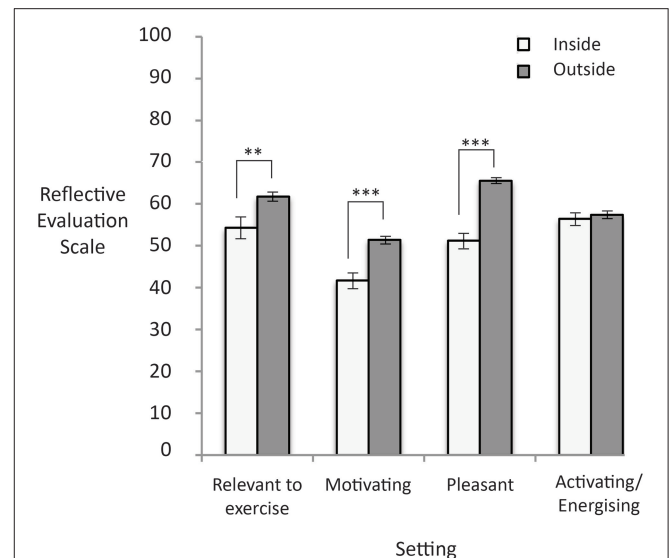 100
90
80
70
60
50
40
30
20
10
0
Reflective
Evaluation
Scale
Inside
Outside
**
***
***
Relevant to
exercise
Motivating
Pleasant
Activating/
Energising
Setting